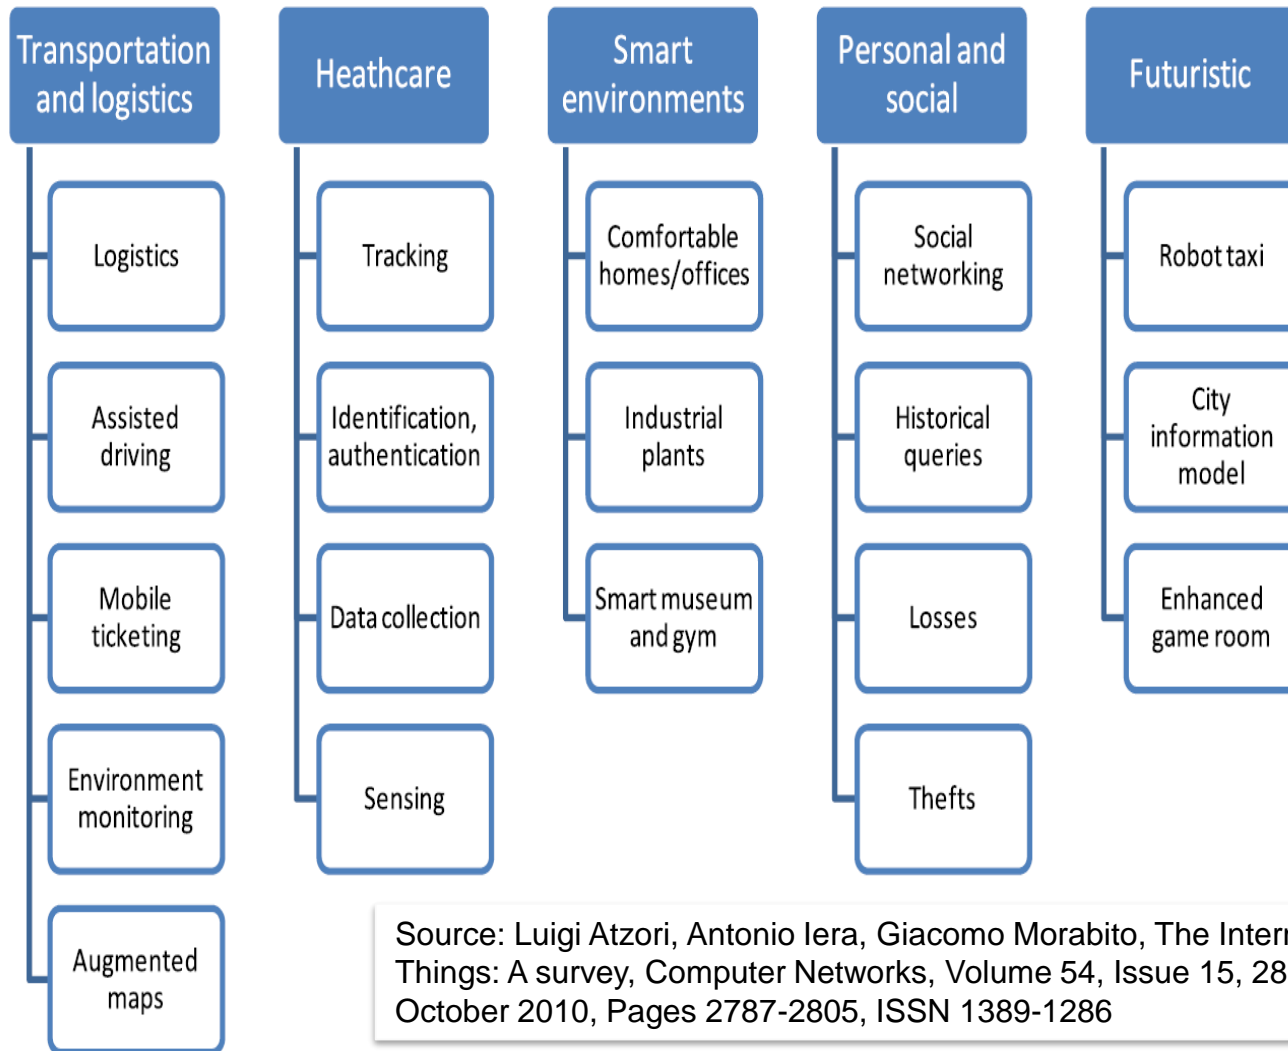 Transportation
and logistics
Logistics
Assisted
driving
Mobile
ticketing
Environment
monitoring
Augmented
maps
Heathcare
Tracking
Identification,
authentication
Data collection
Sensing
Smart
environments
Comfortable
homes/offices
Industrial
plants
Smart museum
and gym
Personal and
social
Social
networking
Historical
queries
Losses
Thefts
Futuristic
Robot taxi
City
information
model
Enhanced
game room
Source: Luigi Atzori, Antonio Iera, Giacomo Morabito, The
Things: A survey, Computer Networks, Volume 54, Issue 15, 28
October 2010, Pages 2787-2805, ISSN 1389-1286